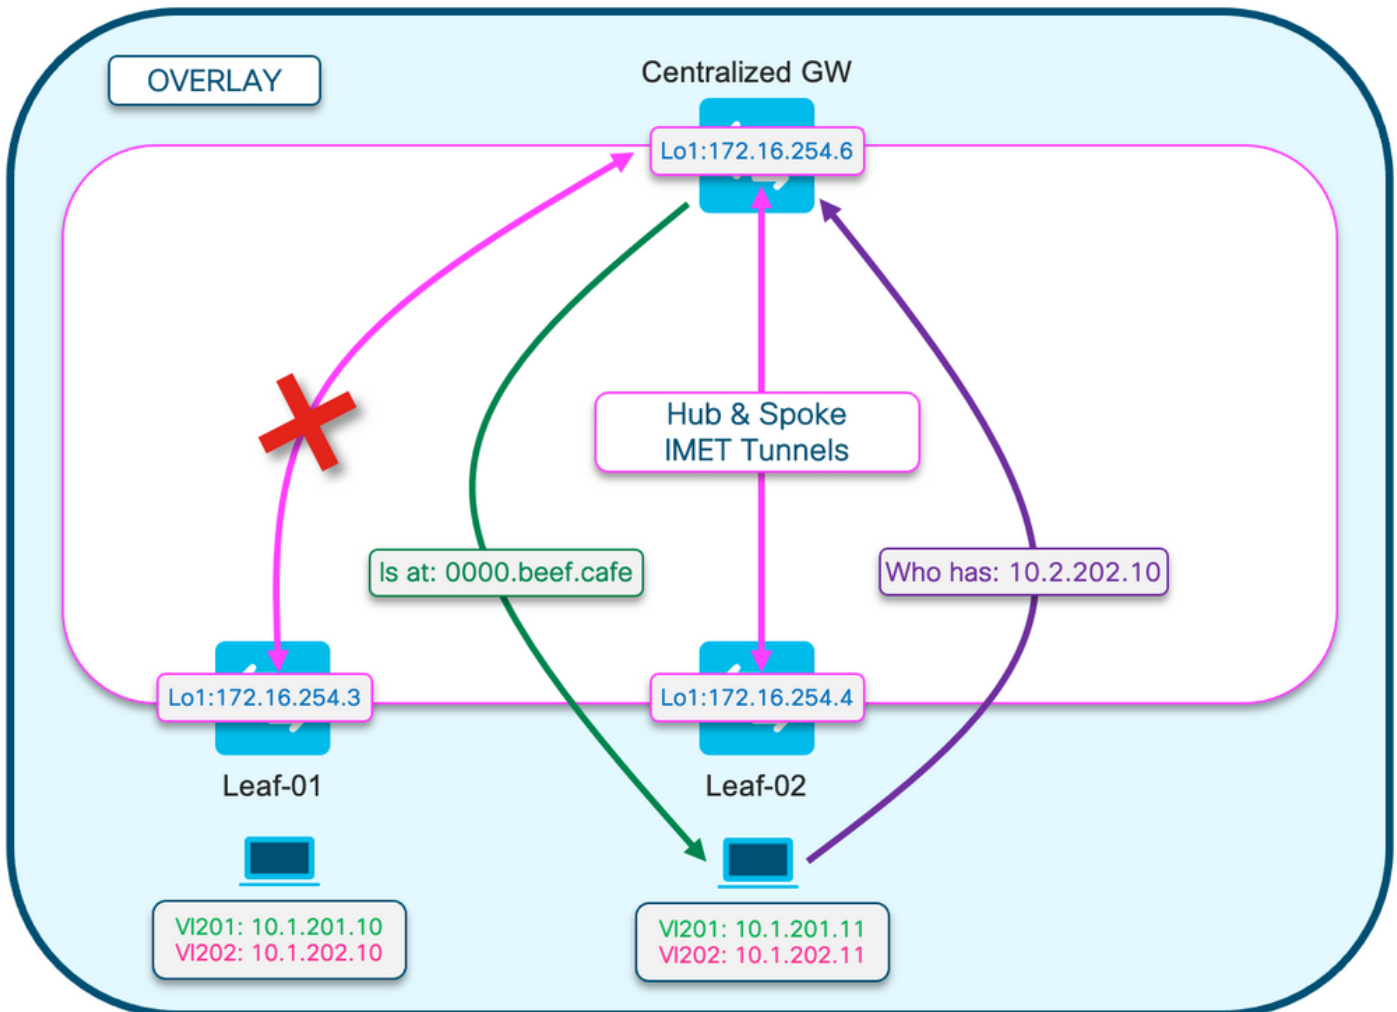 OVERLAY
Centralized GW
Lo1:172.16.254.6
Hub & Spoke
IMET Tunnels
Is at: 0000.beef.cafe
Who has: 10.2.202.10
Lo1:172.16.254.3
Lo1:172.16.254.4
Leaf-01
Leaf-02
Vl201: 10.1.201.10
Vl202: 10.1.202.10
Vl201: 10.1.201.11
Vl202: 10.1.202.11